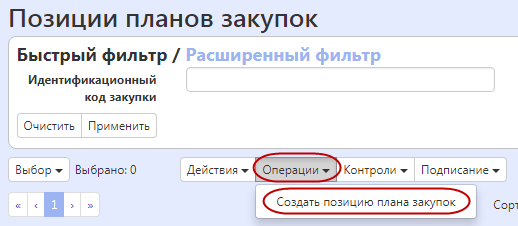 Позиции планов закупок
Быстрый фильтр / Расширенный фильтр
Идентификационный
код закупки
Очистить Применить
Выбор Выбрано: 0 Действия Операции Контроли Подписание
Создать позицию плана закупок
« ‹ 1 › » Сорт